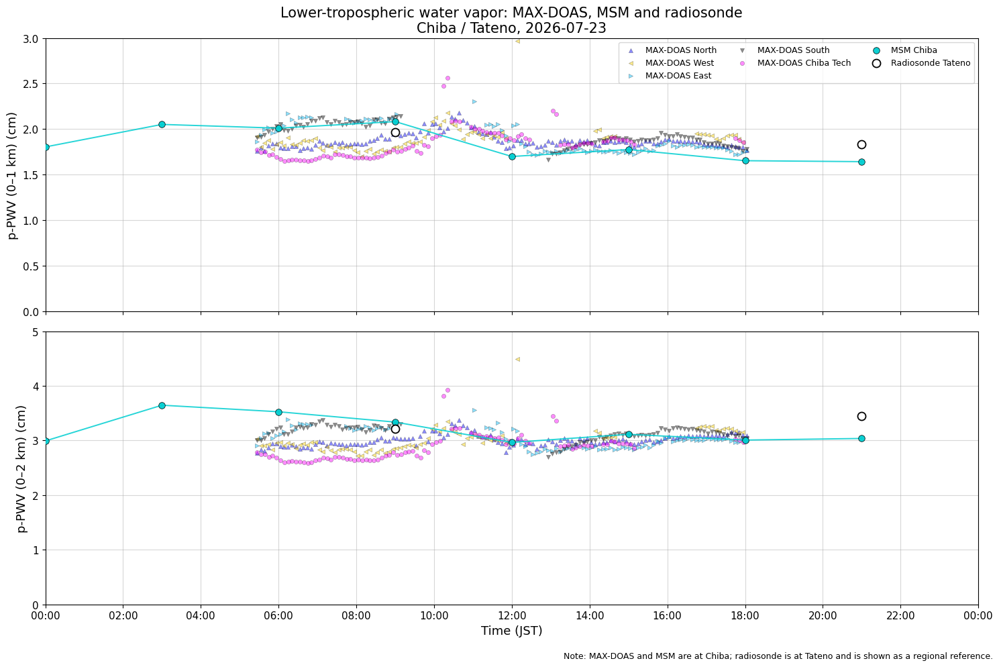 Lower-tropospheric water vapor: MAX-DOAS, MSM and radiosonde
Chiba / Tateno, 2026-07-23
p-PWV (0–1 km) (cm)
3.0
2.5
2.0
1.5
1.0
0.5
0.0
MAX-DOAS North
MAX-DOAS West
MAX-DOAS East
MAX-DOAS South
MAX-DOAS Chiba Tech
MSM Chiba
Radiosonde Tateno
p-PWV (0–2 km) (cm)
5
4
3
2
1
0
00:00 02:00 04:00 06:00 08:00 10:00 12:00 14:00 16:00 18:00 20:00 22:00 00:00
Time (JST)
Note: MAX-DOAS and MSM are at Chiba; radiosonde is at Tateno and is shown as a regional reference.